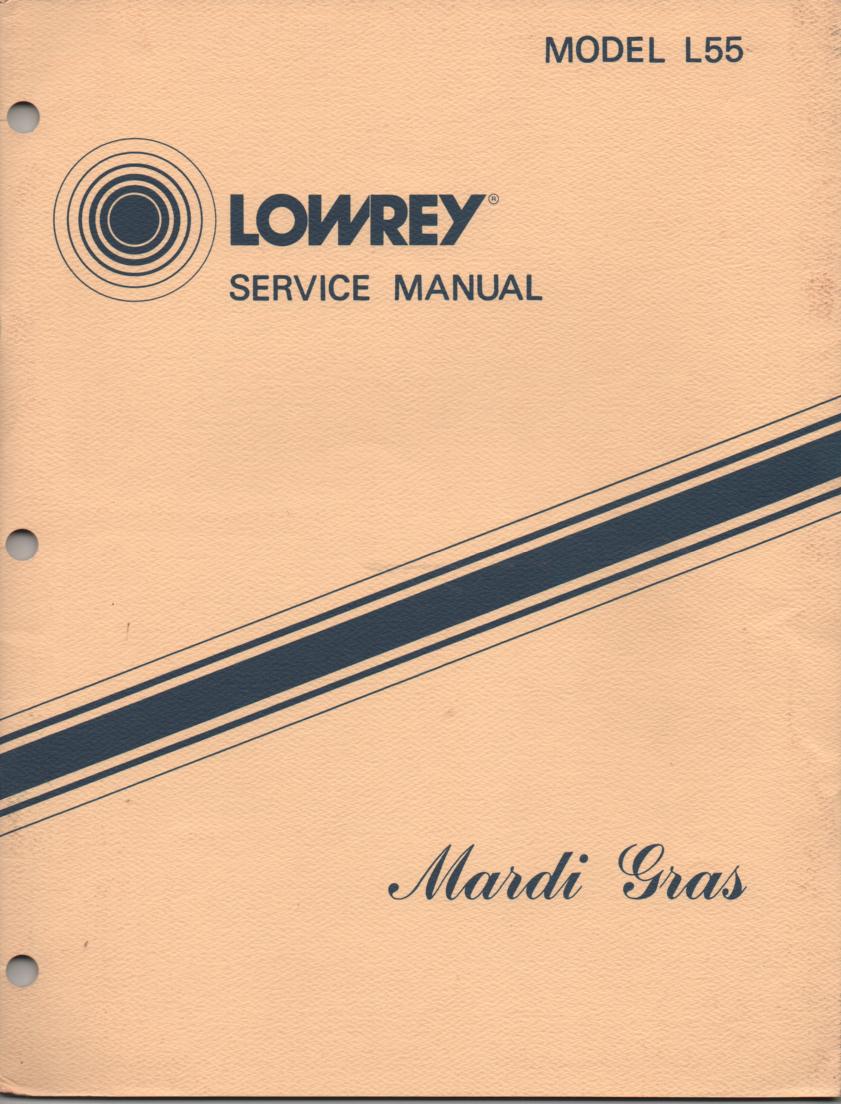 MODEL L55
LOWREY®
SERVICE MANUAL
Mardi Gras